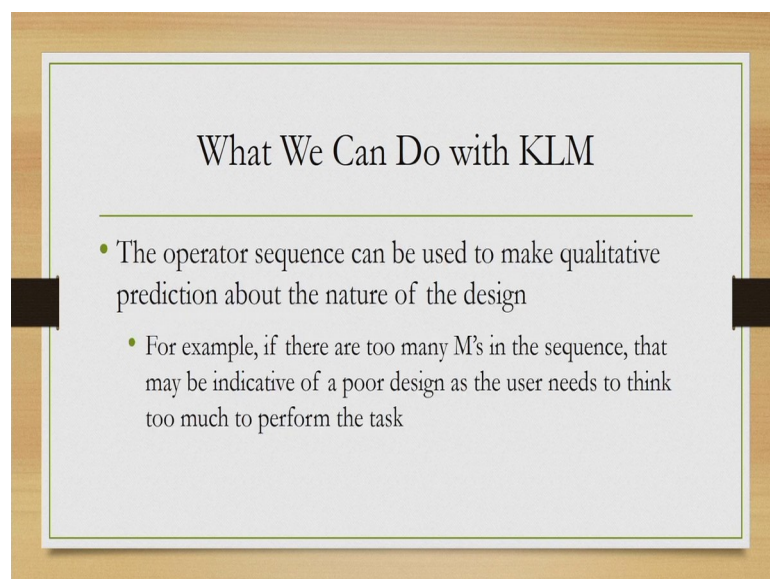 What We Can Do with KLM
• The operator sequence can be used to make qualitative
prediction about the nature of the design
• For example, if there are too many M's in the sequence, that
may be indicative of a poor design as the user needs to think
too much to perform the task